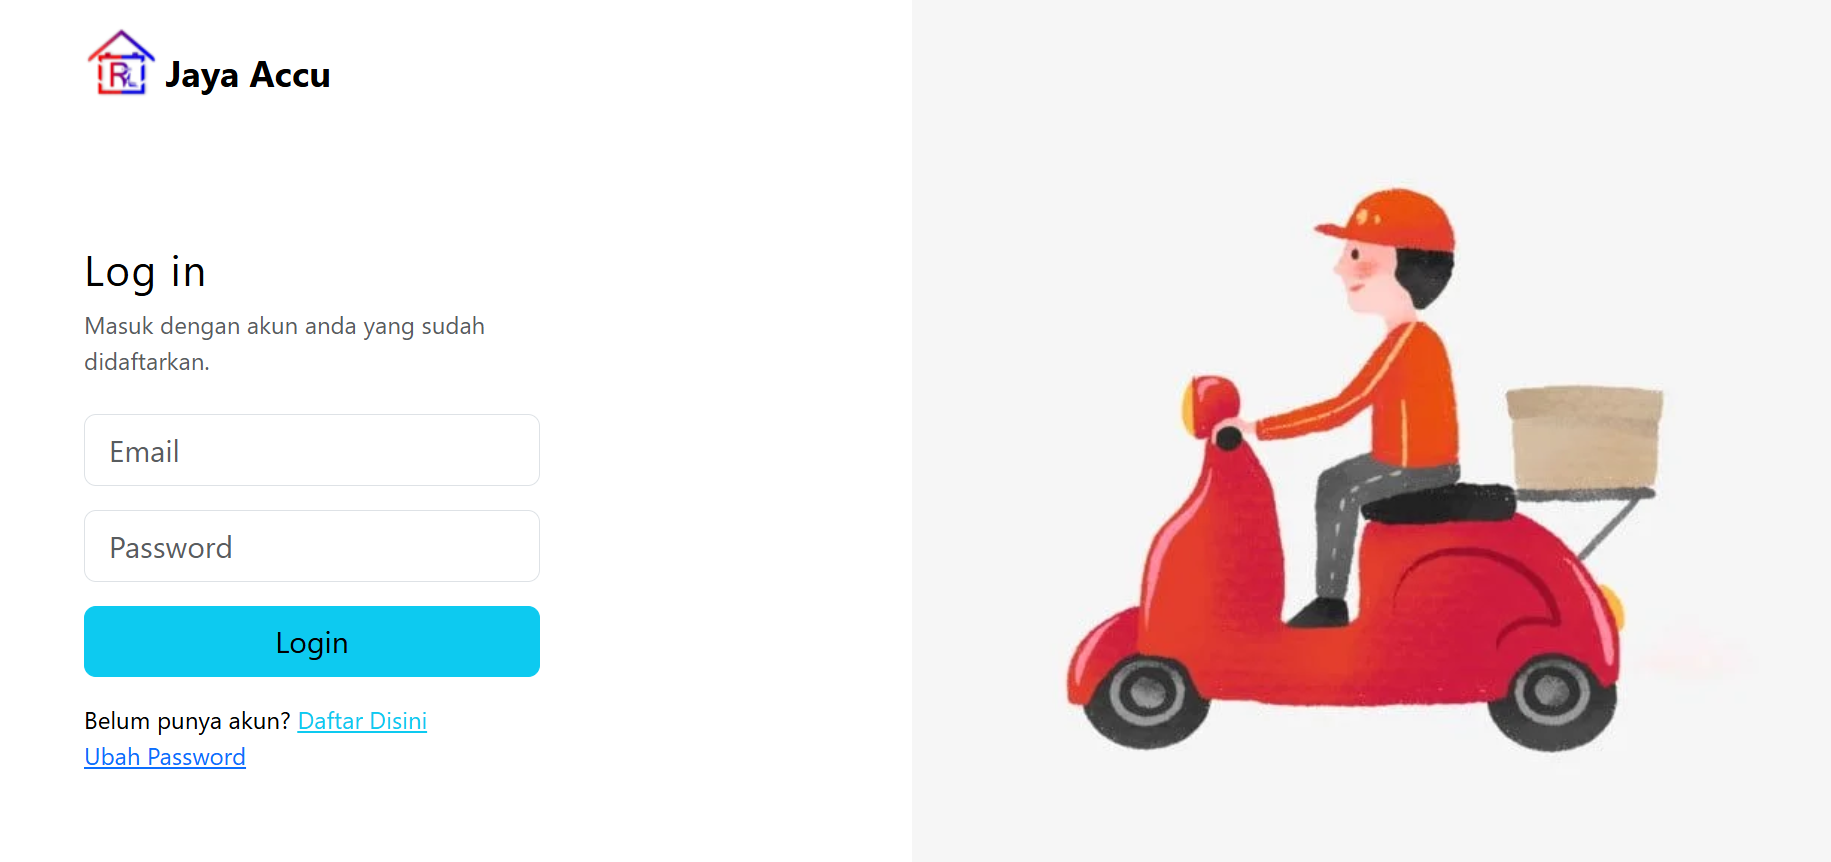 Jaya Accu
Log in
Masuk dengan akun anda yang sudah
didaftarkan.
Email
Password
Login
Belum punya akun? Daftar Disini
Ubah Password